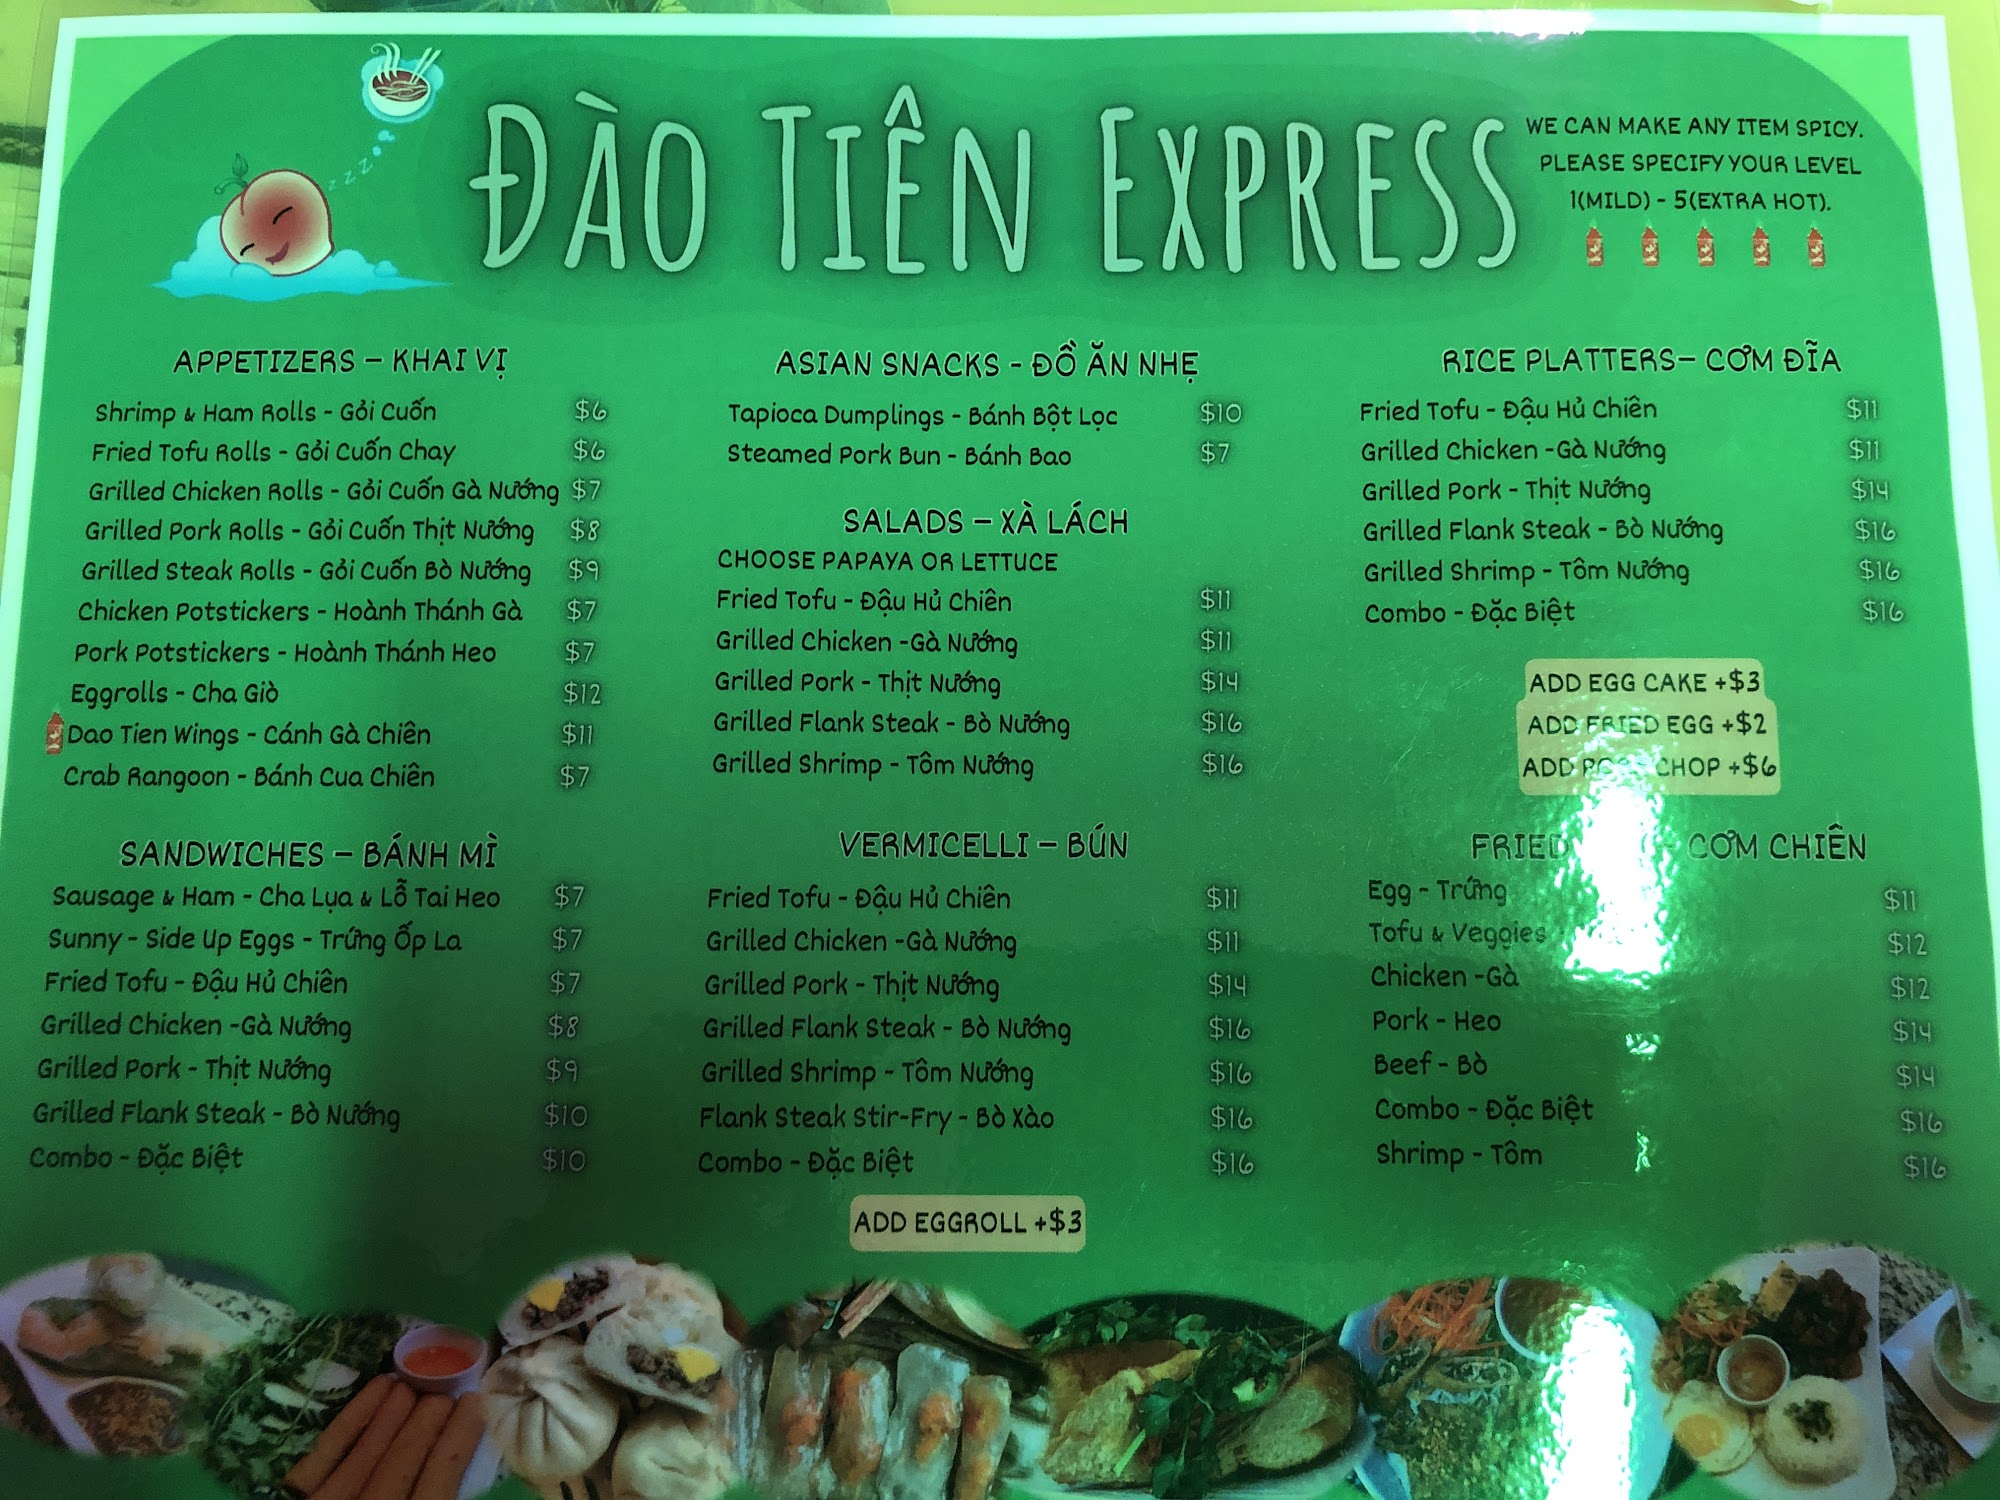 ĐÀO TIÊN EXPRESS
WE CAN MAKE ANY ITEM SPICY.
PLEASE SPECIFY YOUR LEVEL
1(MILD) - 5(EXTRA HOT).
z z z
APPETIZERS – KHAI VỊ
Shrimp & Ham Rolls - Gỏi Cuốn $6
Fried Tofu Rolls - Gỏi Cuốn Chay $6
Grilled Chicken Rolls - Gỏi Cuốn Gà Nướng $7
Grilled Pork Rolls - Gỏi Cuốn Thịt Nướng $8
Grilled Steak Rolls - Gỏi Cuốn Bò Nướng $9
Chicken Potstickers - Hoành Thánh Gà $7
Pork Potstickers - Hoành Thánh Heo $7
Eggrolls - Cha Giò $12
Dao Tien Wings - Cánh Gà Chiên $11
Crab Rangoon - Bánh Cua Chiên $7
SANDWICHES – BÁNH MÌ
Sausage & Ham - Cha Lụa & Lỗ Tai Heo $7
Sunny - Side Up Eggs - Trứng Ốp La $7
Fried Tofu - Đậu Hủ Chiên $7
Grilled Chicken -Gà Nướng $8
Grilled Pork - Thịt Nướng $9
Grilled Flank Steak - Bò Nướng $10
Combo - Đặc Biệt $10
ASIAN SNACKS - ĐỒ ĂN NHẸ
Tapioca Dumplings - Bánh Bột Lọc $10
Steamed Pork Bun - Bánh Bao $7
SALADS – XÀ LÁCH
CHOOSE PAPAYA OR LETTUCE
Fried Tofu - Đậu Hủ Chiên $11
Grilled Chicken -Gà Nướng $11
Grilled Pork - Thịt Nướng $14
Grilled Flank Steak - Bò Nướng $16
Grilled Shrimp - Tôm Nướng $16
VERMICELLI – BÚN
Fried Tofu - Đậu Hủ Chiên $11
Grilled Chicken -Gà Nướng $11
Grilled Pork - Thịt Nướng $14
Grilled Flank Steak - Bò Nướng $16
Grilled Shrimp - Tôm Nướng $16
Flank Steak Stir-Fry - Bò Xào $16
Combo - Đặc Biệt $16
ADD EGGROLL +$3
RICE PLATTERS– CƠM ĐĨA
Fried Tofu - Đậu Hủ Chiên $11
Grilled Chicken -Gà Nướng $11
Grilled Pork - Thịt Nướng $14
Grilled Flank Steak - Bò Nướng $16
Grilled Shrimp - Tôm Nướng $16
Combo - Đặc Biệt $16
ADD EGG CAKE +$3
ADD FRIED EGG +$2
ADD CHOP +$6
FRIED – CƠM CHIÊN
Egg - Trứng $11
Tofu & Veggies $12
Chicken -Gà $12
Pork - Heo $14
Beef - Bò $14
Combo - Đặc Biệt $16
Shrimp - Tôm $16